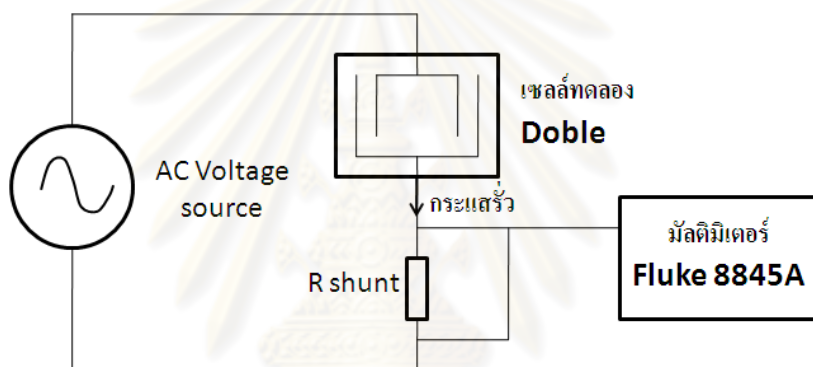 เซลล์ทดลอง
Doble
AC Voltage
source
กระแสรั่ว
R shunt
มัลติมิเตอร์
Fluke 8845A